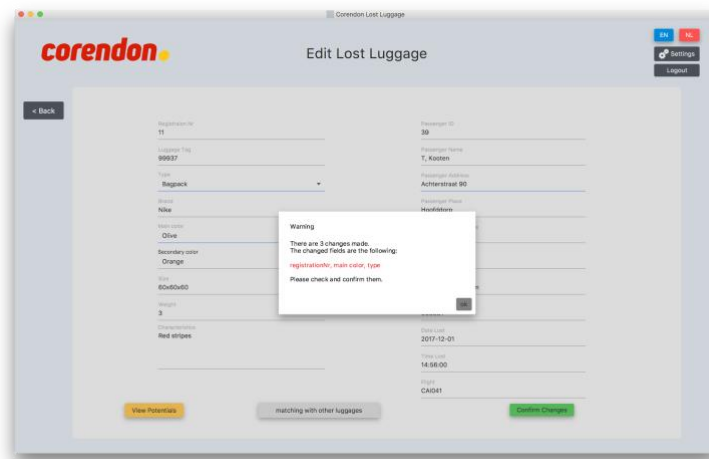 Corendon Lost Luggage
corendon
Edit Lost Luggage
EN
NL
Settings
Logout
< Back
Registration Nr
11
Luggage Tag
99937
Type
Bagpack
Brand
Nike
Main color
Olive
Secondary color
Orange
Size
60x60x60
Weight
3
Characteristics
Red stripes
Passenger ID
39
Passenger Name
T, Kosten
Passenger Address
Achterstraat 90
Passenger Place
Hoofddorp
Date Lost
2017-12-01
Time Lost
14:56:00
Flight
CAI041
Warning
There are 3 changes made.
The changed fields are the following:
registrationNr, main color, type
Please check and confirm them.
ok
View Potentials
matching with other luggages
Confirm Changes